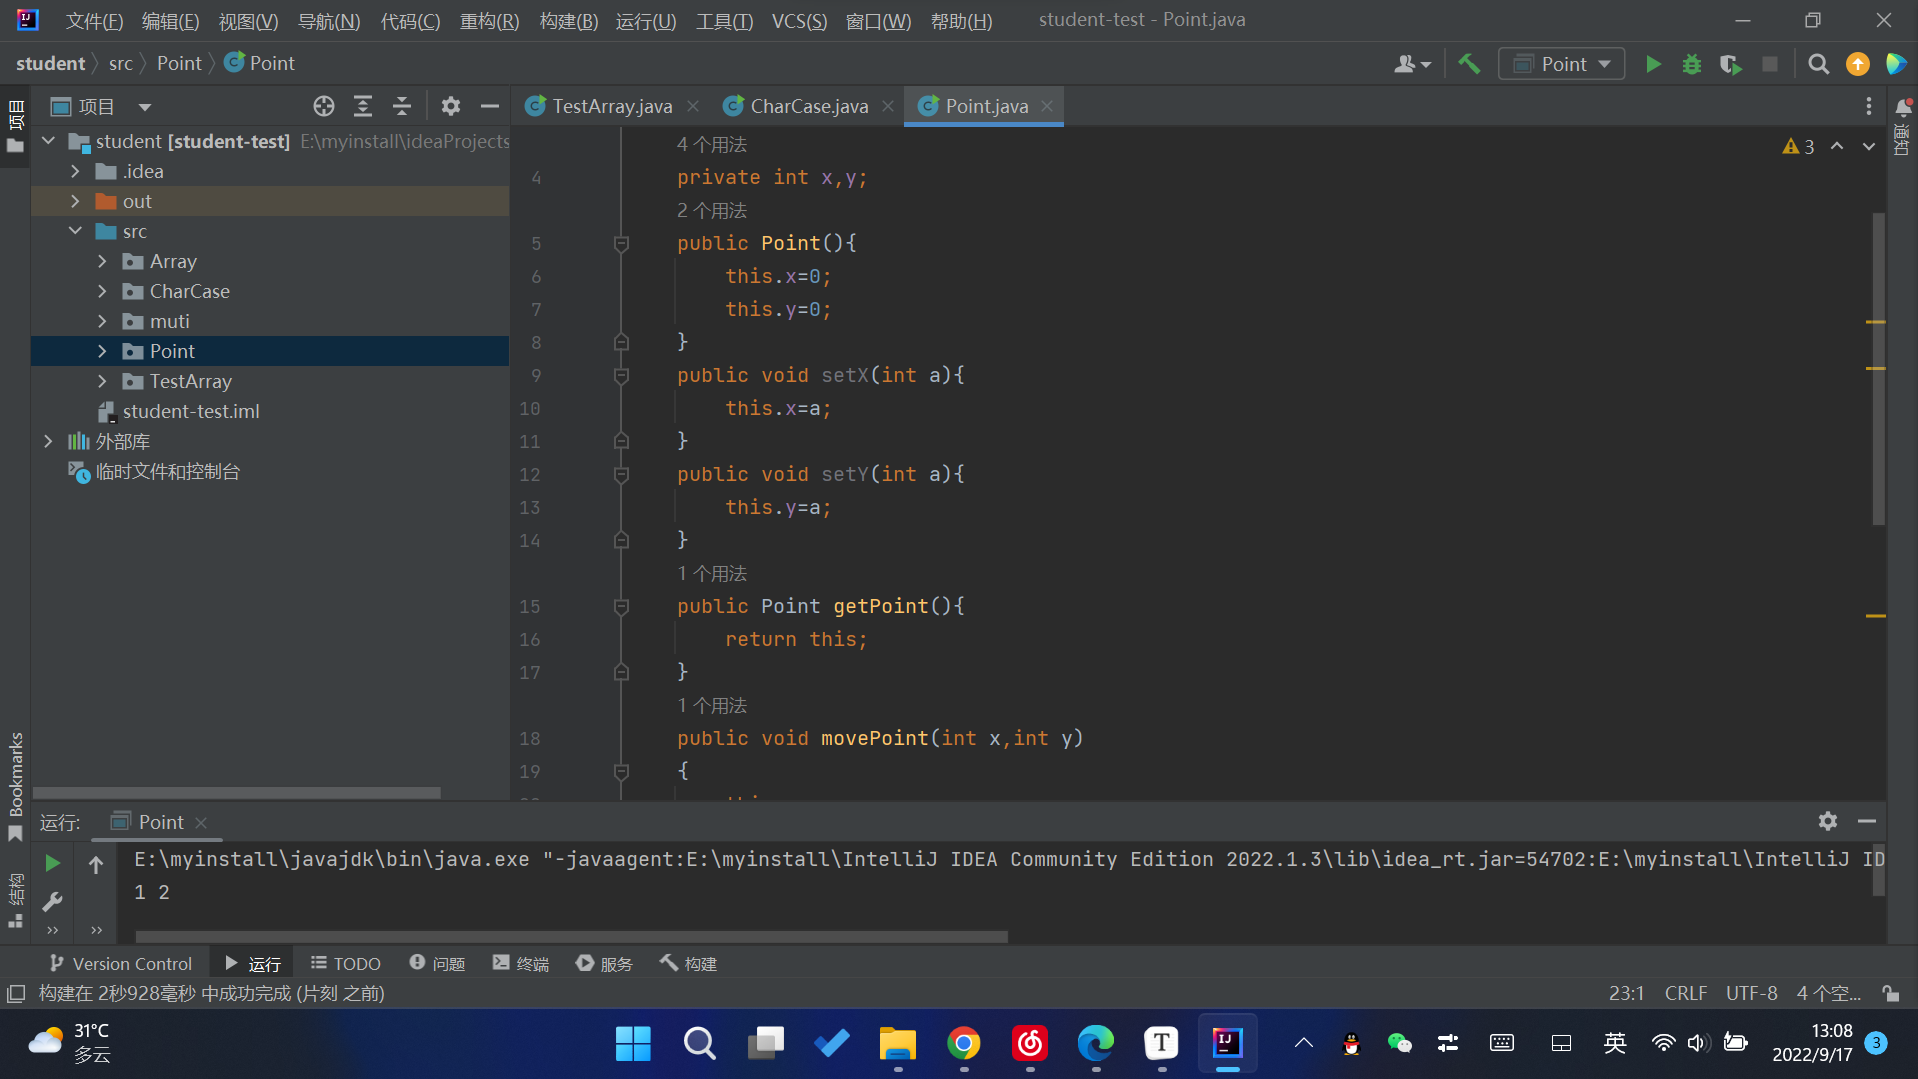 文件(F) 编辑(E) 视图(V) 导航(N) 代码(C) 重构(R) 构建(B) 运行(U) 工具(T) VCS(S) 窗口(W) 帮助(H) student-test - Point.java
student src Point Point
Point
项目
项目
TestArray.java
CharCase.java
Point.java
通知
student [student-test] E:\myinstall\ideaProjects
.idea
out
src
Array
CharCase
muti
Point
TestArray
student-test.iml
外部库
临时文件和控制台
3
4 个用法
4 private int x,y;
2 个用法
5 public Point(){
6 this.x=0;
7 this.y=0;
8 }
9 public void setX(int a){
10 this.x=a;
11 }
12 public void setY(int a){
13 this.y=a;
14 }
1 个用法
15 public Point getPoint(){
16 return this;
17 }
1 个用法
18 public void movePoint(int x,int y)
19 {
Bookmarks
结构
运行: Point
E:\myinstall\javajdk\bin\java.exe "-javaagent:E:\myinstall\IntelliJ IDEA Community Edition 2022.1.3\lib\idea_rt.jar=54702:E:\myinstall\IntelliJ ID
1 2
Version Control 运行 TODO 问题 终端 服务 构建
构建在 2秒928毫秒 中成功完成 (片刻 之前)
23:1 CRLF UTF-8 4 个空...
31°C
多云
英
13:08
2022/9/17
3